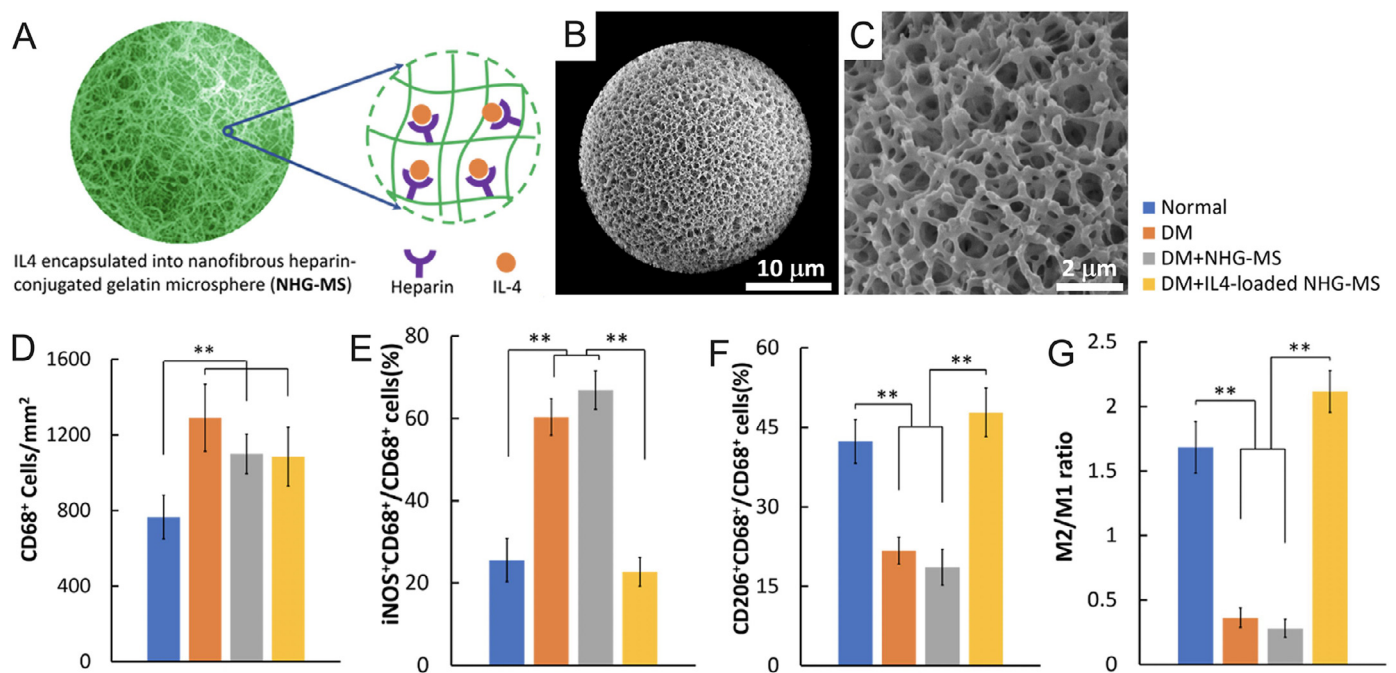 A
B
C
IL4 encapsulated into nanofibrous heparin-
conjugated gelatin microsphere (NHG-MS)
Heparin
IL-4
10 μm
2 μm
Normal
DM
DM+NHG-MS
DM+IL4-loaded NHG-MS
D
CD68⁺ Cells/mm²
1600
1200
800
400
0
**
E
iNOS⁺CD68⁺/CD68⁺ cells(%)
80
60
40
20
0
**
**
F
CD206⁺CD68⁺/CD68⁺ cells(%)
60
45
30
15
0
**
**
G
M2/M1 ratio
2.5
2
1.5
1
0.5
0
**
**